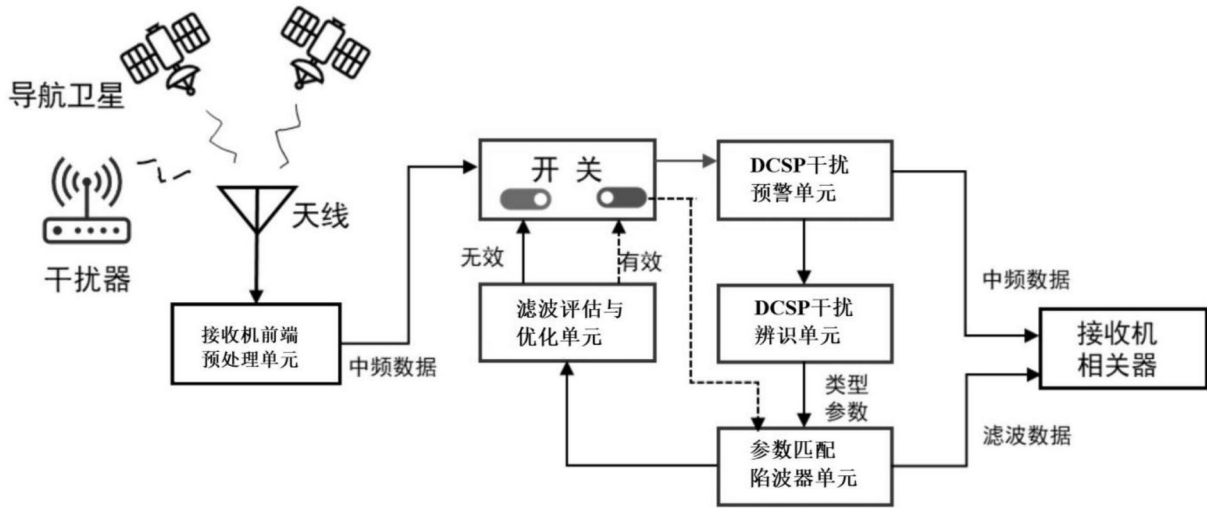 导航卫星
干扰器
天线
接收机前端
预处理单元
中频数据
开 关
无效
有效
滤波评估与
优化单元
DCSP干扰
预警单元
DCSP干扰
辨识单元
类型
参数
参数匹配
陷波器单元
中频数据
滤波数据
接收机
相关器